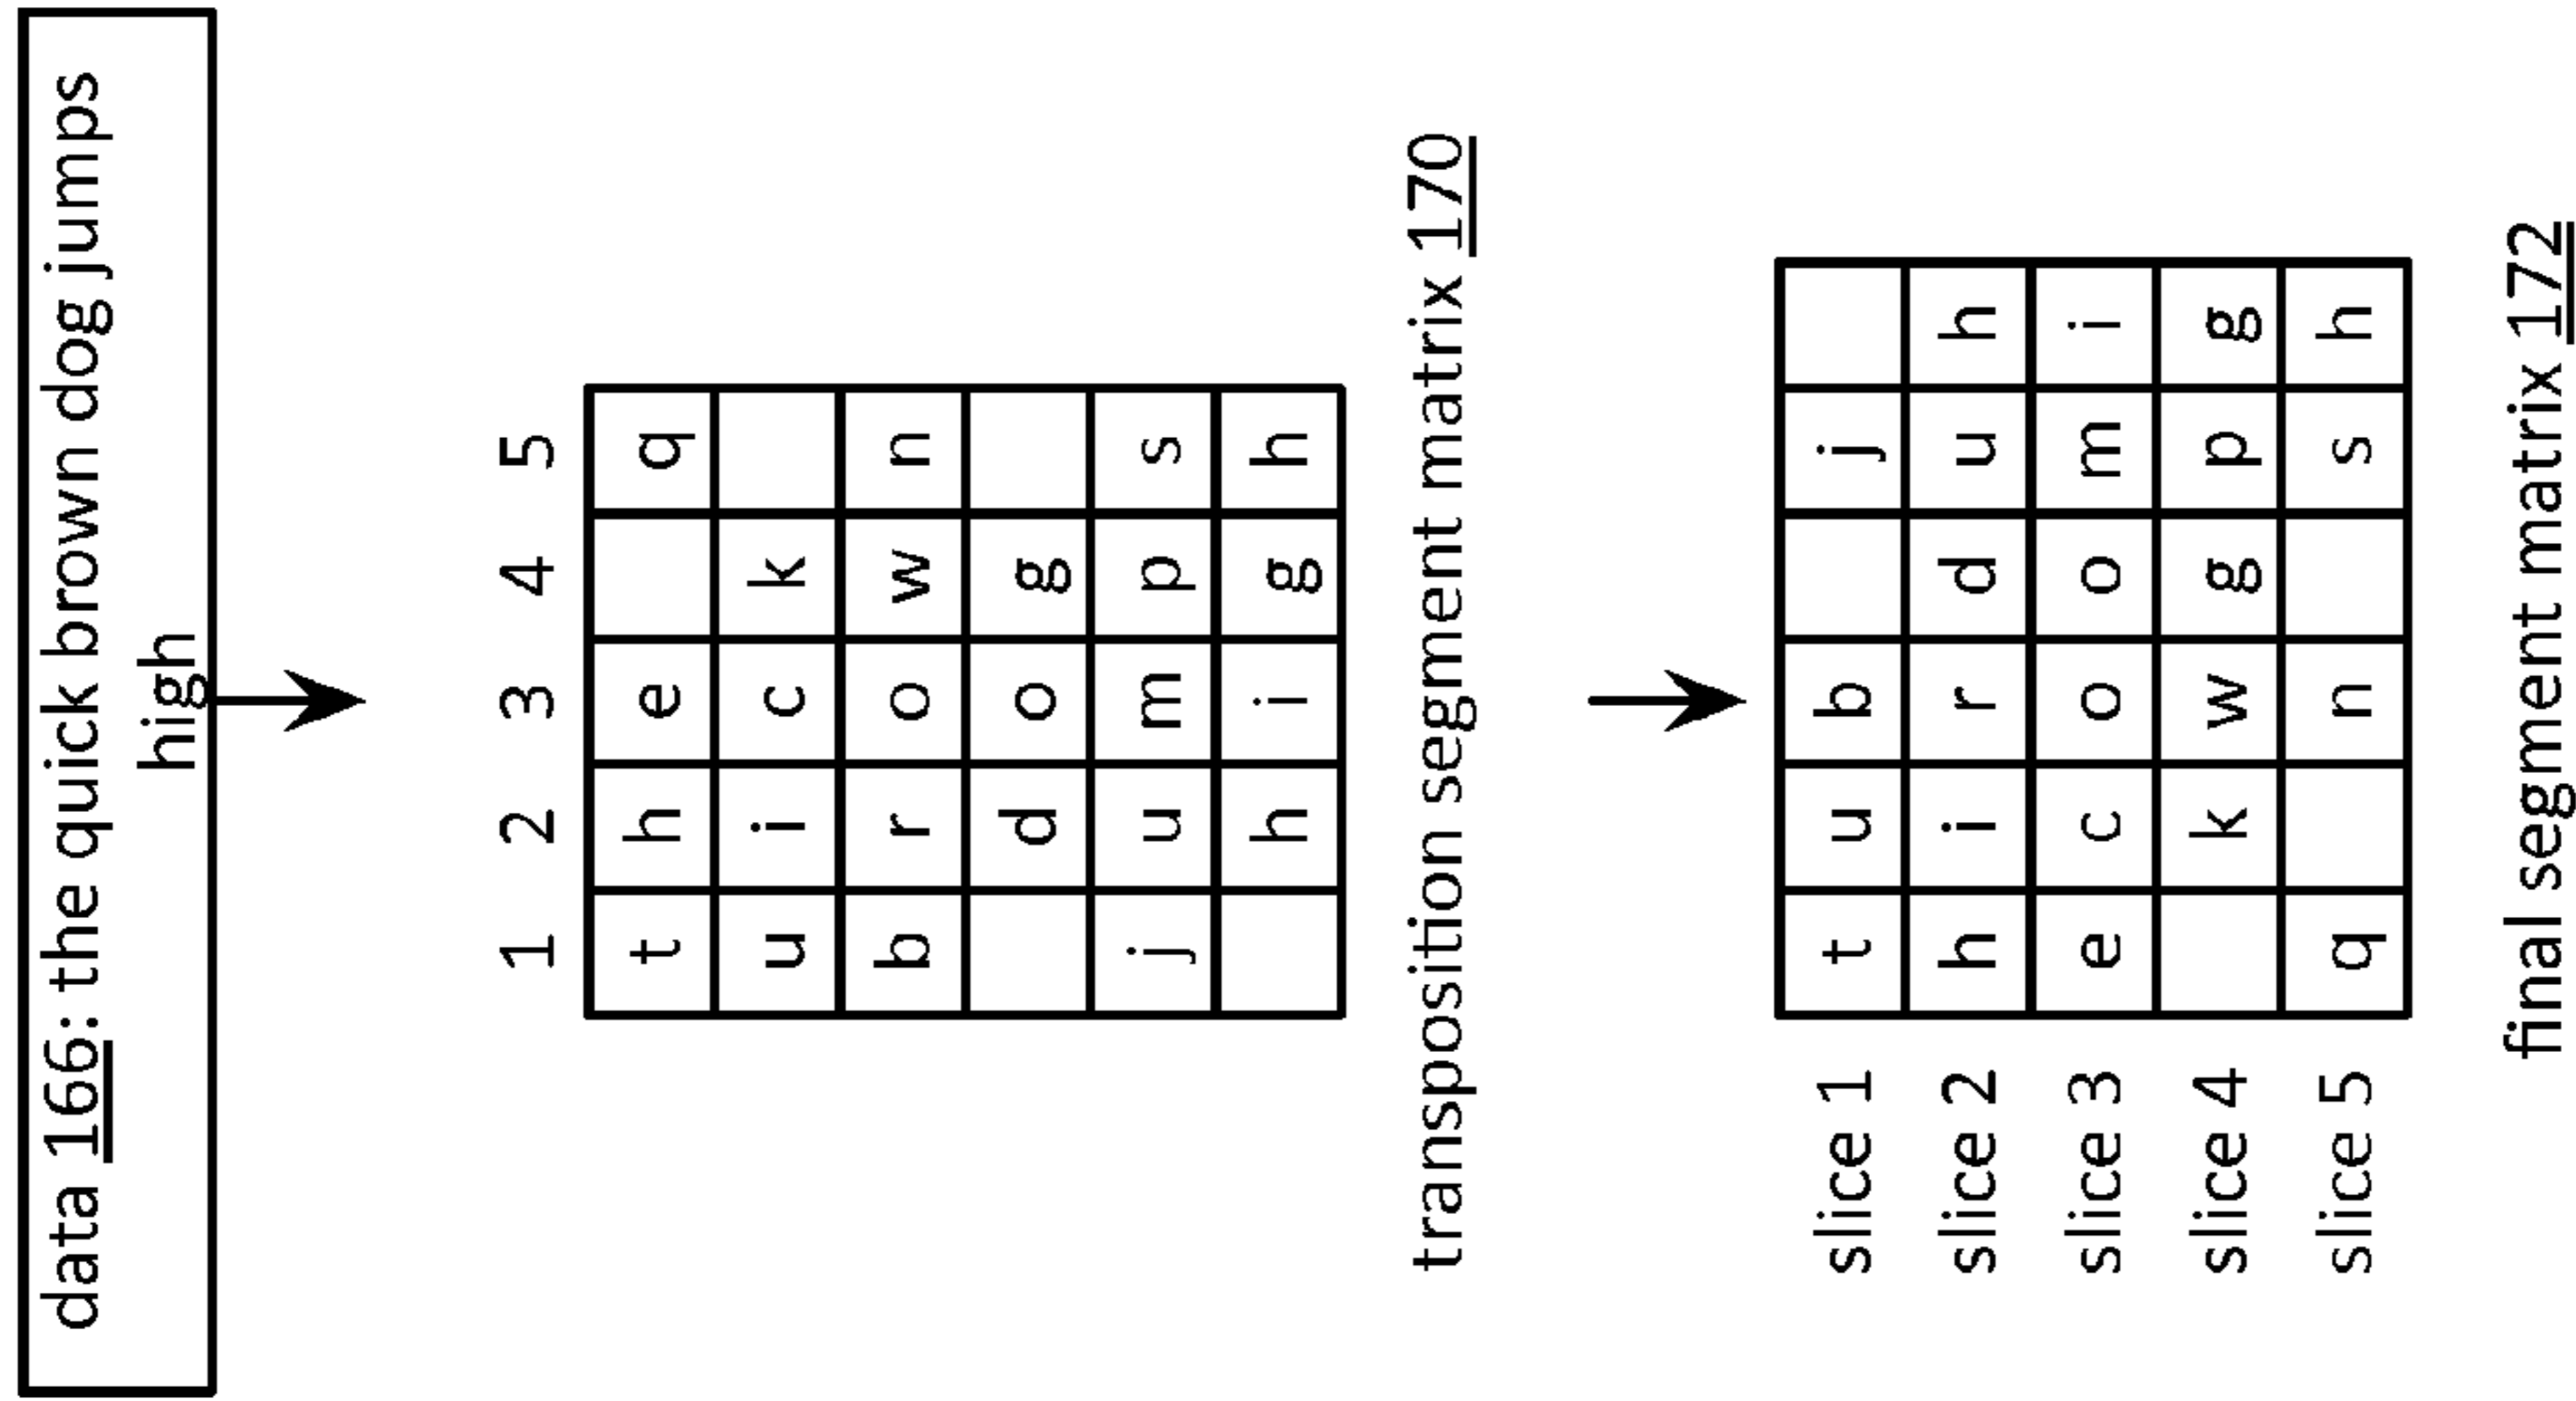 data 166: the quick brown dog jumps
high
1 2 3 4 5
t h e q
u i c k
b r o w n
d o g
j u m p s
h i g h
transposition segment matrix 170
slice 1 t u b j
slice 2 h i r d u h
slice 3 e c o o m i
slice 4 k w g p g
slice 5 q n s h
final segment matrix 172